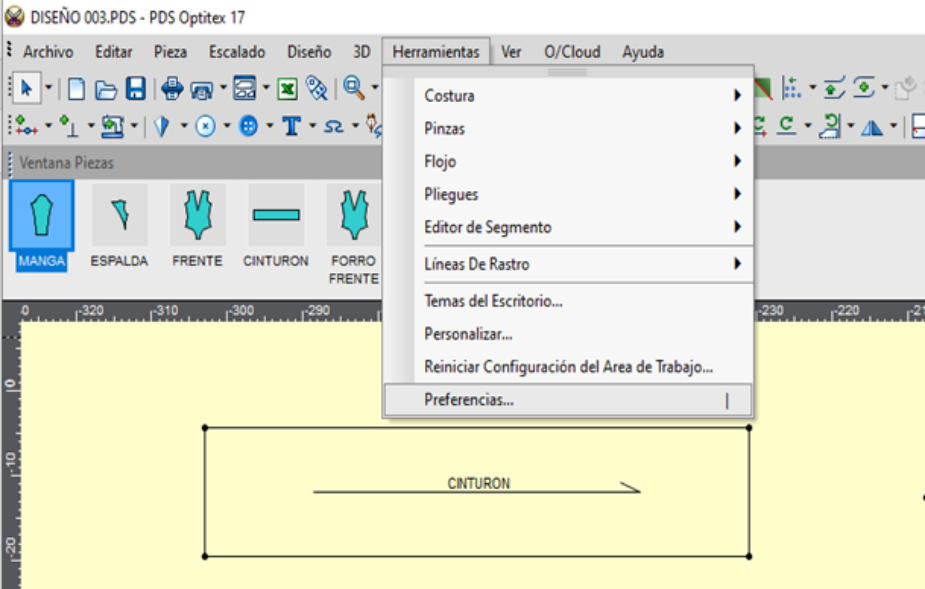 DISEÑO 003.PDS - PDS Optitex 17
Archivo Editar Pieza Escalado Diseño 3D Herramientas Ver O/Cloud Ayuda
Costura
Pinzas
Flojo
Pliegues
Editor de Segmento
Líneas De Rastro
Temas del Escritorio...
Personalizar...
Reiniciar Configuración del Area de Trabajo...
Preferencias... |
Ventana Piezas
MANGA ESPALDA FRENTE CINTURON FORRO
FRENTE
0 -320 -310 -300 -290 -230 -220
0
-10
-20
CINTURON